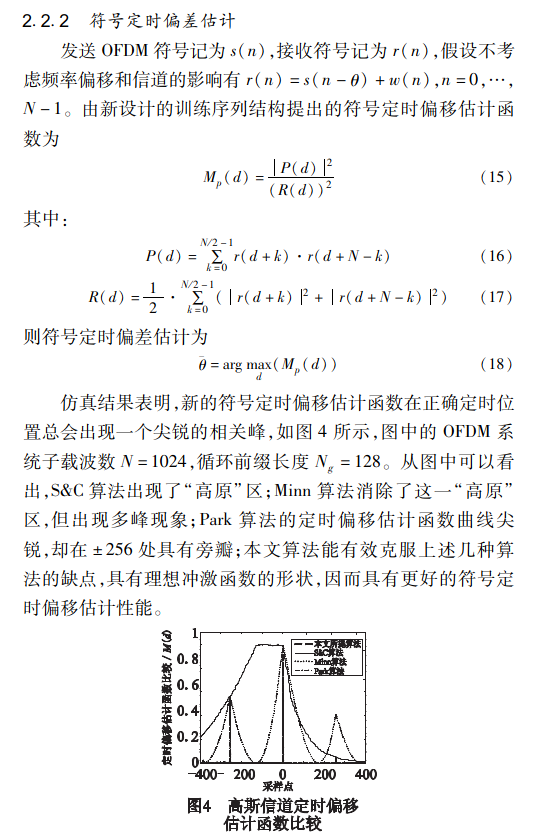 2.2.2 符号定时偏差估计
发送 OFDM 符号记为 s(n),接收符号记为 r(n),假设不考
虑频率偏移和信道的影响有 r(n) = s(n - θ) + w(n), n = 0, …,
N - 1。由新设计的训练序列结构提出的符号定时偏移估计函
数为
M_p(d) = |P(d)|^2 / (R(d))^2 (15)
其中:
P(d) = ∑_{k=0}^{N/2-1} r(d+k) · r(d+N-k) (16)
R(d) = 1/2 · ∑_{k=0}^{N/2-1} (|r(d+k)|^2 + |r(d+N-k)|^2) (17)
则符号定时偏差估计为
θ̄ = arg max_d (M_p(d)) (18)
仿真结果表明,新的符号定时偏移估计函数在正确定时位
置总会出现一个尖锐的相关峰,如图 4 所示,图中的 OFDM 系
统子载波数 N = 1024,循环前缀长度 N_g = 128。从图中可以看
出,S&C 算法出现了“高原”区;Minn 算法消除了这一“高原”
区,但出现多峰现象;Park 算法的定时偏移估计函数曲线尖
锐,却在 ±256 处具有旁瓣;本文算法能有效克服上述几种算
法的缺点,具有理想冲激函数的形状,因而具有更好的符号定
时偏移估计性能。
定时偏移估计函数比较/M(d)
1
0.8
0.6
0.4
0.2
0
本文所提算法
S&C算法
Minn算法
Park算法
-400 -200 0 200 400
采样点
图4 高斯信道定时偏移
估计函数比较